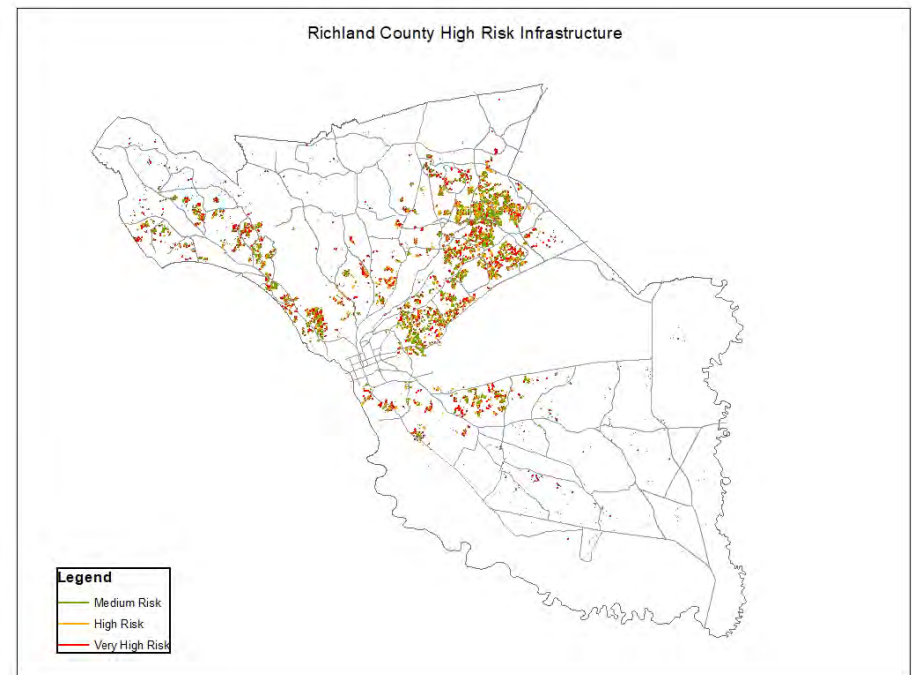 Richland County High Risk Infrastructure
Legend
Medium Risk
High Risk
Very High Risk